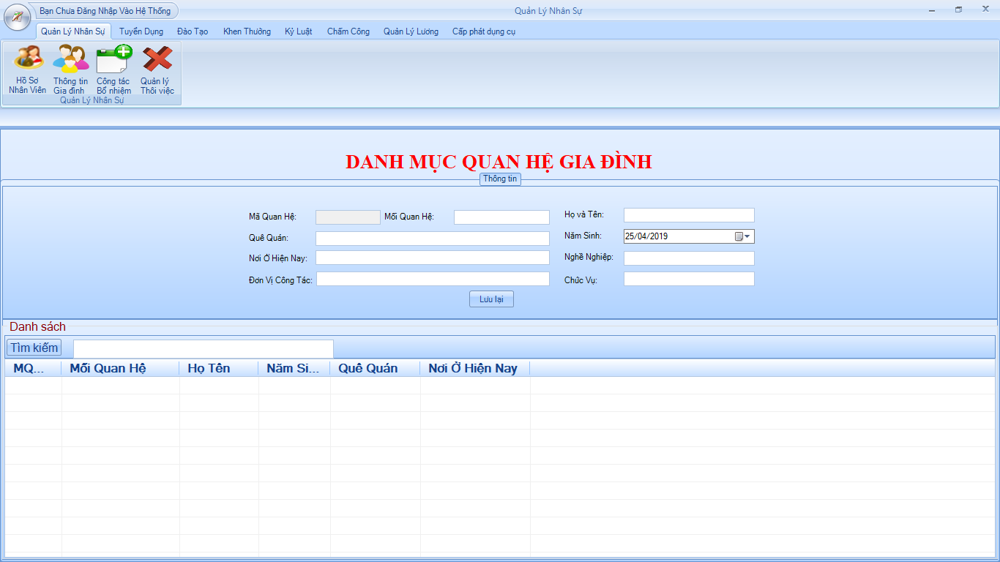 Bạn Chưa Đăng Nhập Vào Hệ Thống
Quản Lý Nhân Sự
Quản Lý Nhân Sự Tuyển Dụng Đào Tạo Khen Thưởng Kỷ Luật Chấm Công Quản Lý Lương Cấp phát dụng cụ
Hồ Sơ Nhân Viên
Thông tin Gia đình
Công tác Bổ nhiệm
Quản lý Thôi việc
Quản Lý Nhân Sự
DANH MỤC QUAN HỆ GIA ĐÌNH
Thông tin
Mã Quan Hệ: Mối Quan Hệ: Họ và Tên:
Quê Quán: Năm Sinh: 25/04/2019
Nơi Ở Hiện Nay: Nghề Nghiệp:
Đơn Vị Công Tác: Chức Vụ:
Lưu lại
Danh sách
Tìm kiếm
MQ... Mối Quan Hệ Họ Tên Năm Si... Quê Quán Nơi Ở Hiện Nay